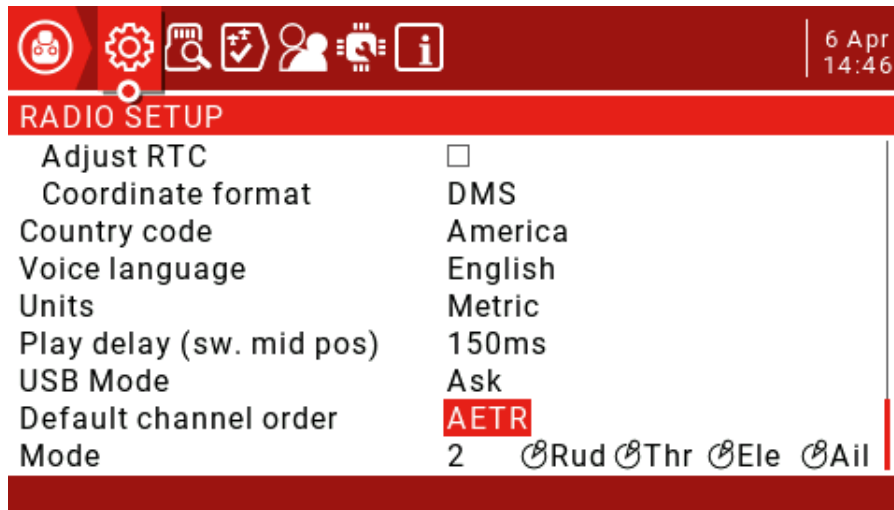 6 Apr
14:46
RADIO SETUP
Adjust RTC
Coordinate format DMS
Country code America
Voice language English
Units Metric
Play delay (sw. mid pos) 150ms
USB Mode Ask
Default channel order AETR
Mode 2 Rud Thr Ele Ail